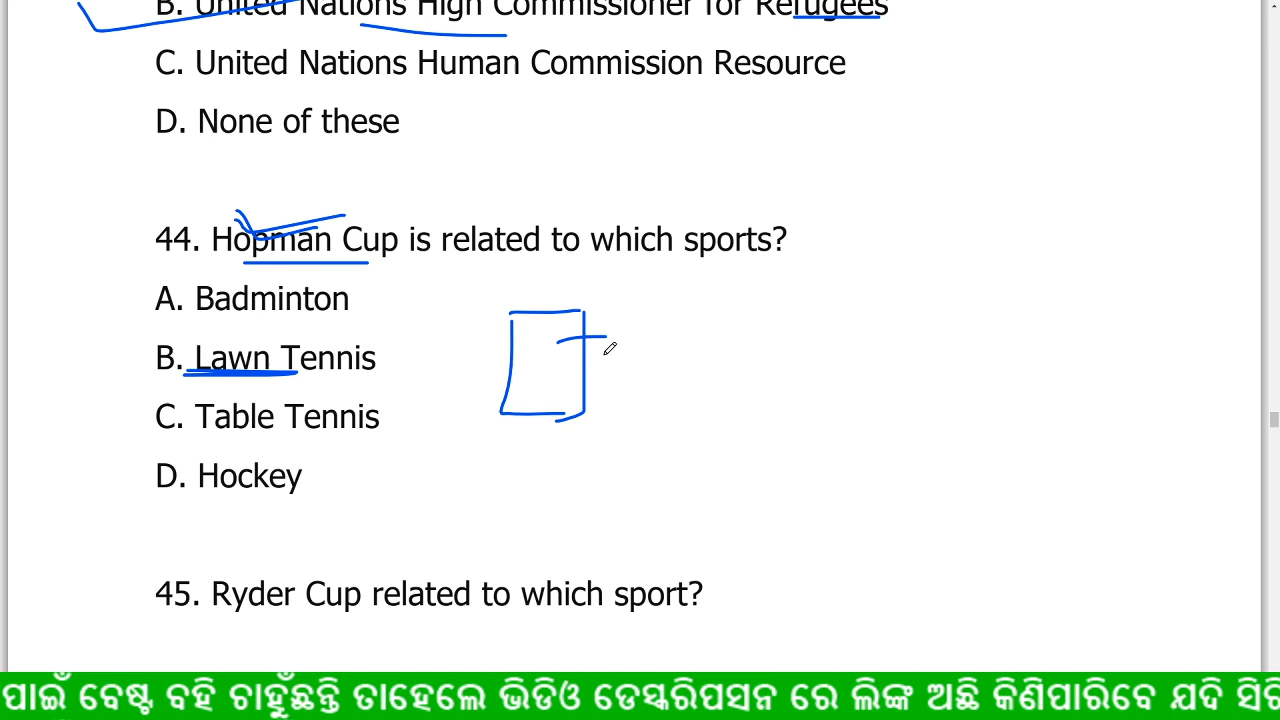 B. United Nations High Commissioner for Refugees
C. United Nations Human Commission Resource
D. None of these
44. Hopman Cup is related to which sports?
A. Badminton
B. Lawn Tennis
C. Table Tennis
D. Hockey
45. Ryder Cup related to which sport?
ପାଇଁ ବେଷ୍ଟ ବହି ଚାହୁଁଛନ୍ତି ତାହେଲେ ଭିଡିଓ ଡେସ୍କରିପସନ ରେ ଲିଙ୍କ ଅଛି କିଣିପାରିବେ ଯଦି